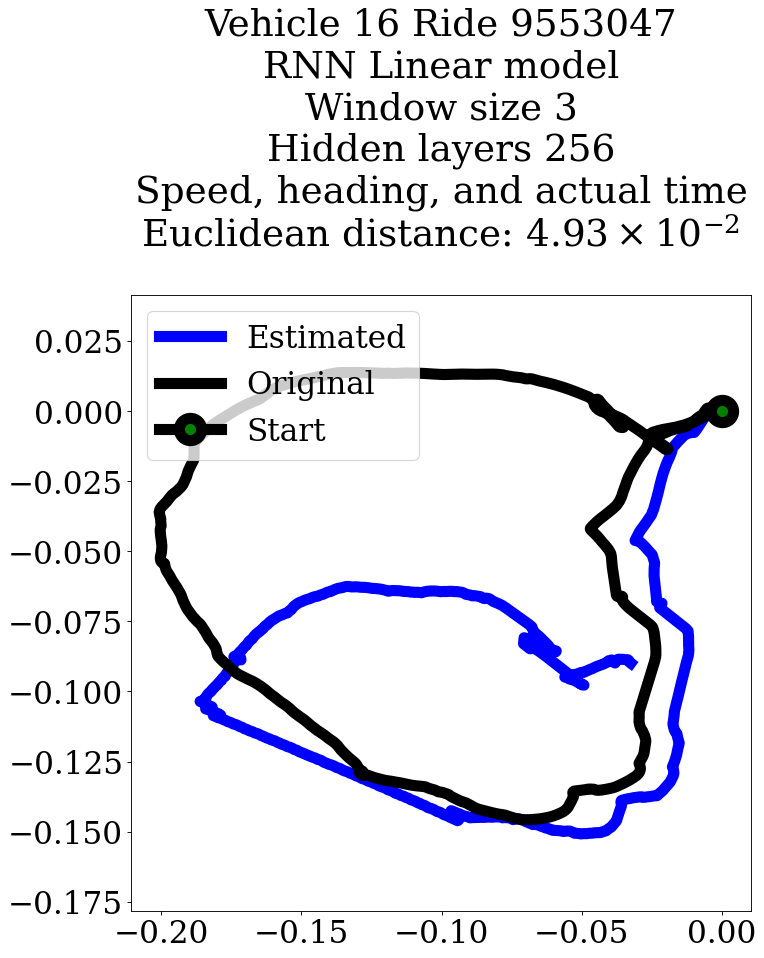 Vehicle 16 Ride 9553047
RNN Linear model
Window size 3
Hidden layers 256
Speed, heading, and actual time
Euclidean distance: 4.93 × 10⁻²
Estimated
Original
Start
0.025
0.000
−0.025
−0.050
−0.075
−0.100
−0.125
−0.150
−0.175
−0.20 −0.15 −0.10 −0.05 0.00